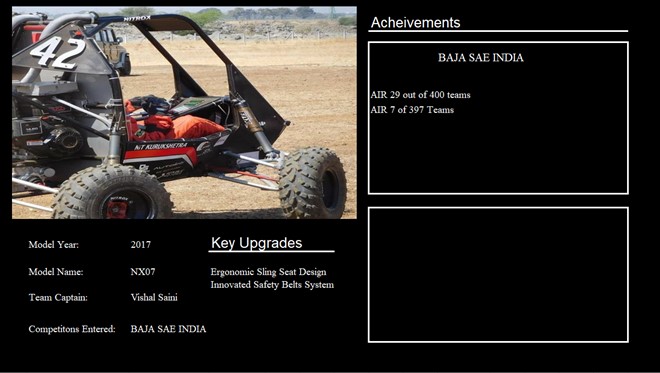 42
NITROX
NIT KURUKSHETRA
Acheivements
BAJA SAE INDIA
AIR 29 out of 400 teams
AIR 7 of 397 Teams
Model Year: 2017
Model Name: NX07
Team Captain: Vishal Saini
Competitons Entered: BAJA SAE INDIA
Key Upgrades
Ergonomic Sling Seat Design
Innovated Safety Belts System